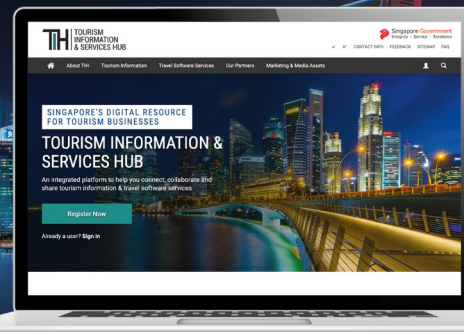 TIH TOURISM
INFORMATION
& SERVICES HUB
Singapore Government
Integrity · Service · Excellence
A- A+ CONTACT INFO FEEDBACK SITEMAP FAQ
About TIH Tourism Information Travel Software Services Our Partners Marketing & Media Assets
SINGAPORE'S DIGITAL RESOURCE
FOR TOURISM BUSINESSES
TOURISM INFORMATION &
SERVICES HUB
An integrated platform to help you connect, collaborate and
share tourism information & travel software services
Register Now
Already a user? Sign in